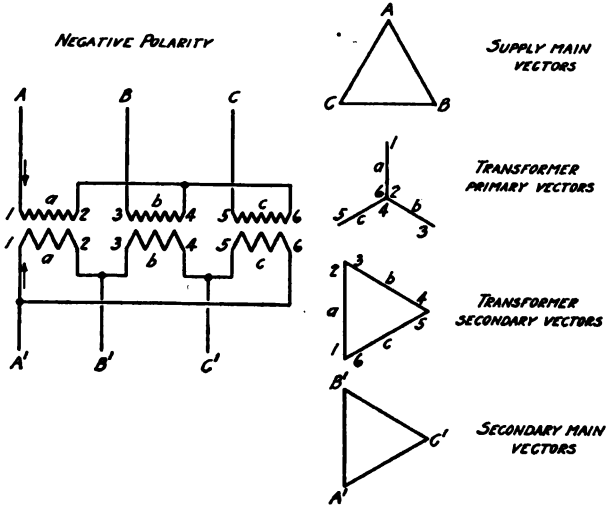 NEGATIVE POLARITY
A B C
1 a 2 3 b 4 5 c 6
1 a 2 3 b 4 5 c 6
A' B' C'
A
C B
SUPPLY MAIN
VECTORS
1
a
6 2
5 c 4 b 3
TRANSFORMER
PRIMARY VECTORS
2 3
b
a 4
5
1 6 c
TRANSFORMER
SECONDARY VECTORS
B'
C'
A'
SECONDARY MAIN
VECTORS